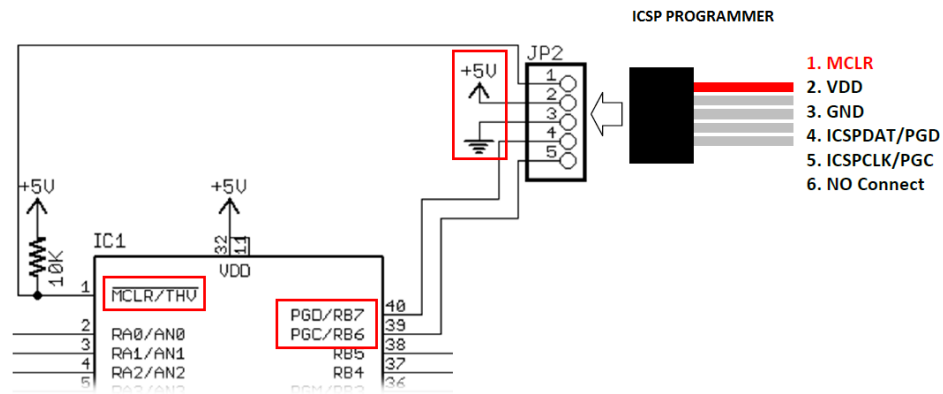 ICSP PROGRAMMER
JP2
1. MCLR
2. VDD
3. GND
4. ICSPDAT/PGD
5. ICSPCLK/PGC
6. NO Connect
+5V
1
2
3
4
5
+5V
+5V
10K
IC1
32
11
VDD
1
MCLR/THV
40
PGD/RB7
39
PGC/RB6
2
RA0/AN0
38
RB5
3
RA1/AN1
37
RB4
4
RA2/AN2
36
5